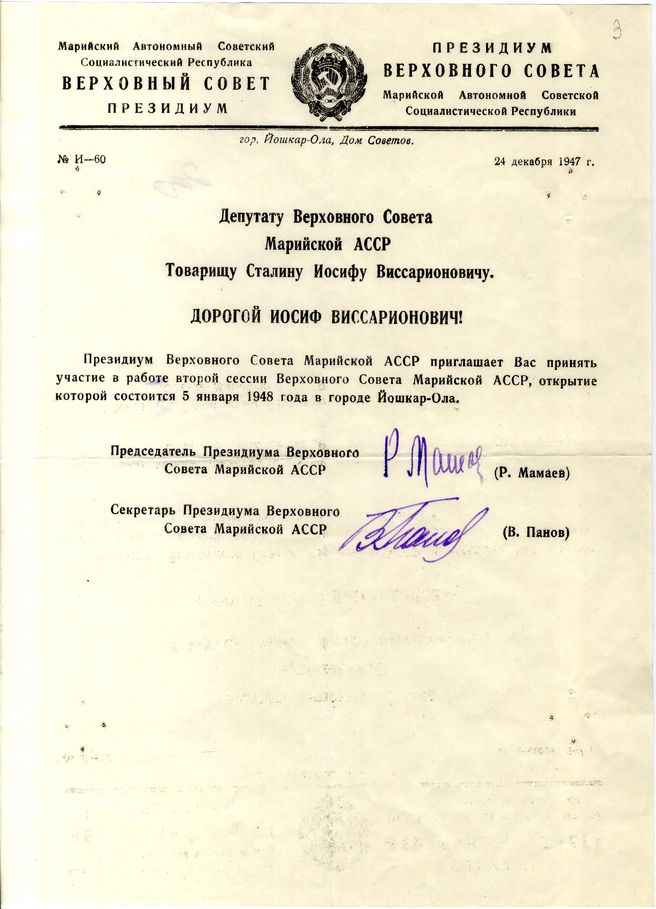 3
Марийский Автономный Советский
Социалистический Республика
ВЕРХОВНЫЙ СОВЕТ
ПРЕЗИДИУМ
ПРЕЗИДИУМ
ВЕРХОВНОГО СОВЕТА
Марийской Автономной Советской
Социалистической Республики
гор. Йошкар-Ола, Дом Советов.
№ И—60
24 декабря 1947 г.
Депутату Верховного Совета
Марийской АССР
Товарищу Сталину Иосифу Виссарионовичу.
ДОРОГОЙ ИОСИФ ВИССАРИОНОВИЧ!
Президиум Верховного Совета Марийской АССР приглашает Вас принять
участие в работе второй сессии Верховного Совета Марийской АССР, открытие
которой состоится 5 января 1948 года в городе Йошкар-Ола.
Председатель Президиума Верховного
Совета Марийской АССР
Р Мамаев (Р. Мамаев)
Секретарь Президиума Верховного
Совета Марийской АССР
В Панов (В. Панов)